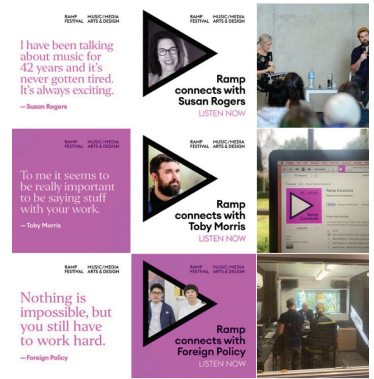 RAMP MUSIC/MEDIA
FESTIVAL ARTS & DESIGN
I have been talking
about music for
42 years and it's
never gotten tired.
It's always exciting.
—Susan Rogers
RAMP MUSIC/MEDIA
FESTIVAL ARTS & DESIGN
Ramp
connects with
Susan Rogers
LISTEN NOW
RAMP MUSIC/MEDIA
FESTIVAL ARTS & DESIGN
To me it seems to
be really important
to be saying stuff
with your work.
—Toby Morris
RAMP MUSIC/MEDIA
FESTIVAL ARTS & DESIGN
Ramp
connects with
Toby Morris
LISTEN NOW
Ramp Connects
Ramp
Connects
RAMP MUSIC/MEDIA
FESTIVAL ARTS & DESIGN
Nothing is
impossible, but
you still have
to work hard.
—Foreign Policy
RAMP MUSIC/MEDIA
FESTIVAL ARTS & DESIGN
Ramp
connects with
Foreign Policy
LISTEN NOW